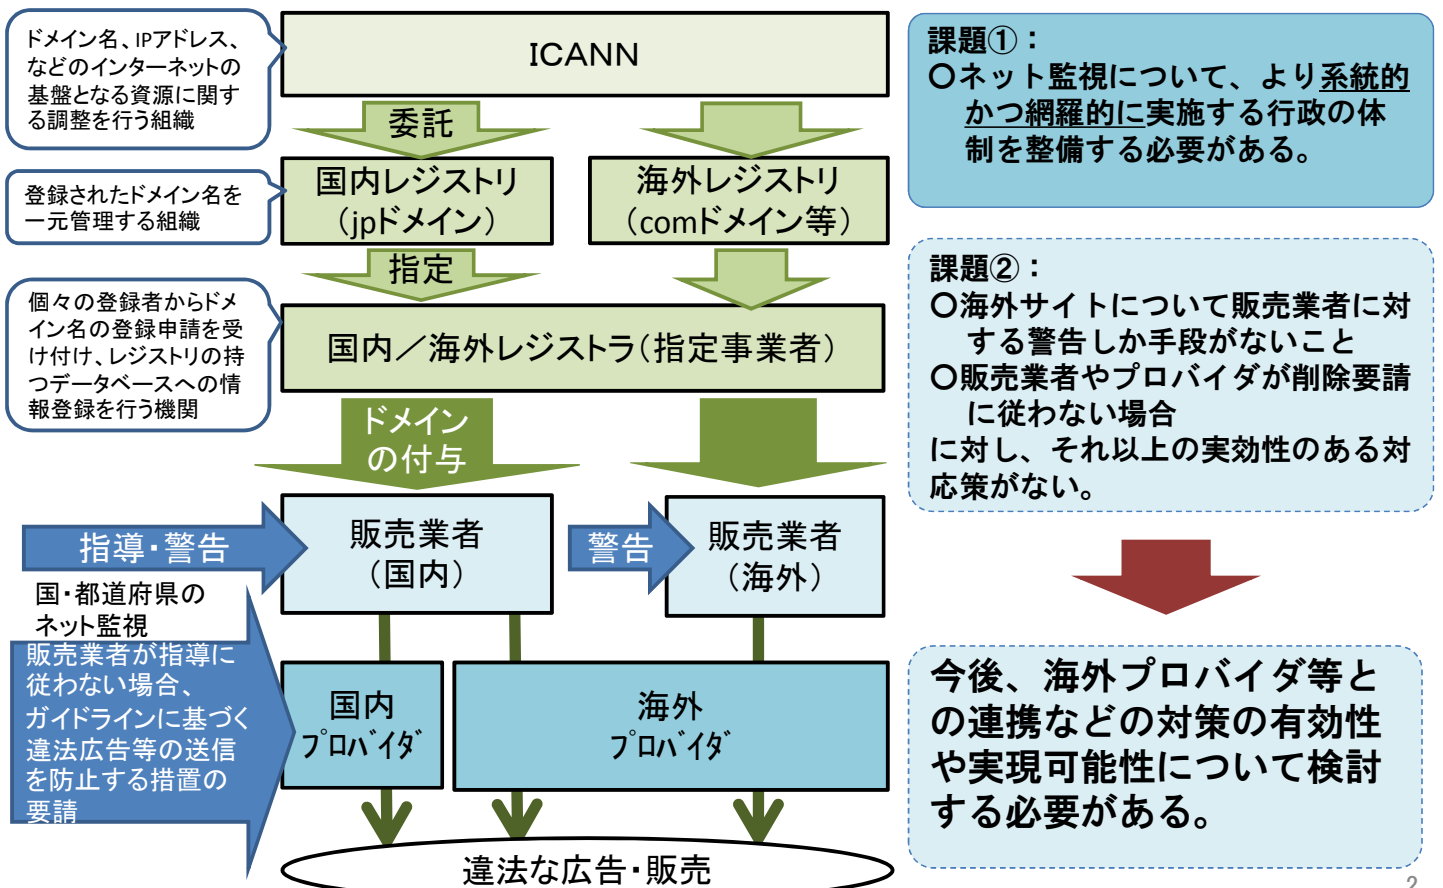 ドメイン名、IPアドレス、
などのインターネットの
基盤となる資源に関す
る調整を行う組織
ICANN
委託
登録されたドメイン名を
一元管理する組織
国内レジストリ
（jpドメイン）
海外レジストリ
（comドメイン等）
指定
個々の登録者からドメ
イン名の登録申請を受
け付け、レジストリの持
つデータベースへの情
報登録を行う機関
国内／海外レジストラ（指定事業者）
ドメイン
の付与
指導・警告
販売業者
（国内）
警告
販売業者
（海外）
国・都道府県の
ネット監視
販売業者が指導に
従わない場合、
ガイドラインに基づく
違法広告等の送信
を防止する措置の
要請
国内
ﾌﾟﾛﾊﾞｲﾀﾞ
海外
ﾌﾟﾛﾊﾞｲﾀﾞ
違法な広告・販売
課題①：
○ネット監視について、より系統的
かつ網羅的に実施する行政の体
制を整備する必要がある。
課題②：
○海外サイトについて販売業者に対
する警告しか手段がないこと
○販売業者やプロバイダが削除要請
に従わない場合
に対し、それ以上の実効性のある対
応策がない。
今後、海外プロバイダ等と
の連携などの対策の有効性
や実現可能性について検討
する必要がある。
2